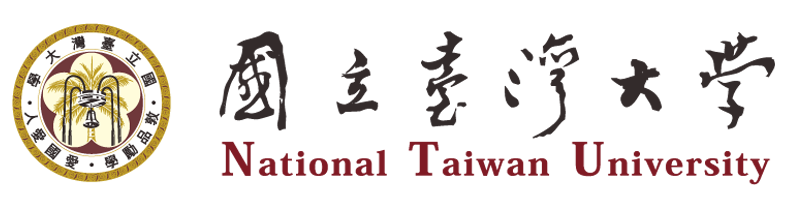 國立臺灣大學
敦品勵學・愛國愛人
國立臺灣大学
National Taiwan University